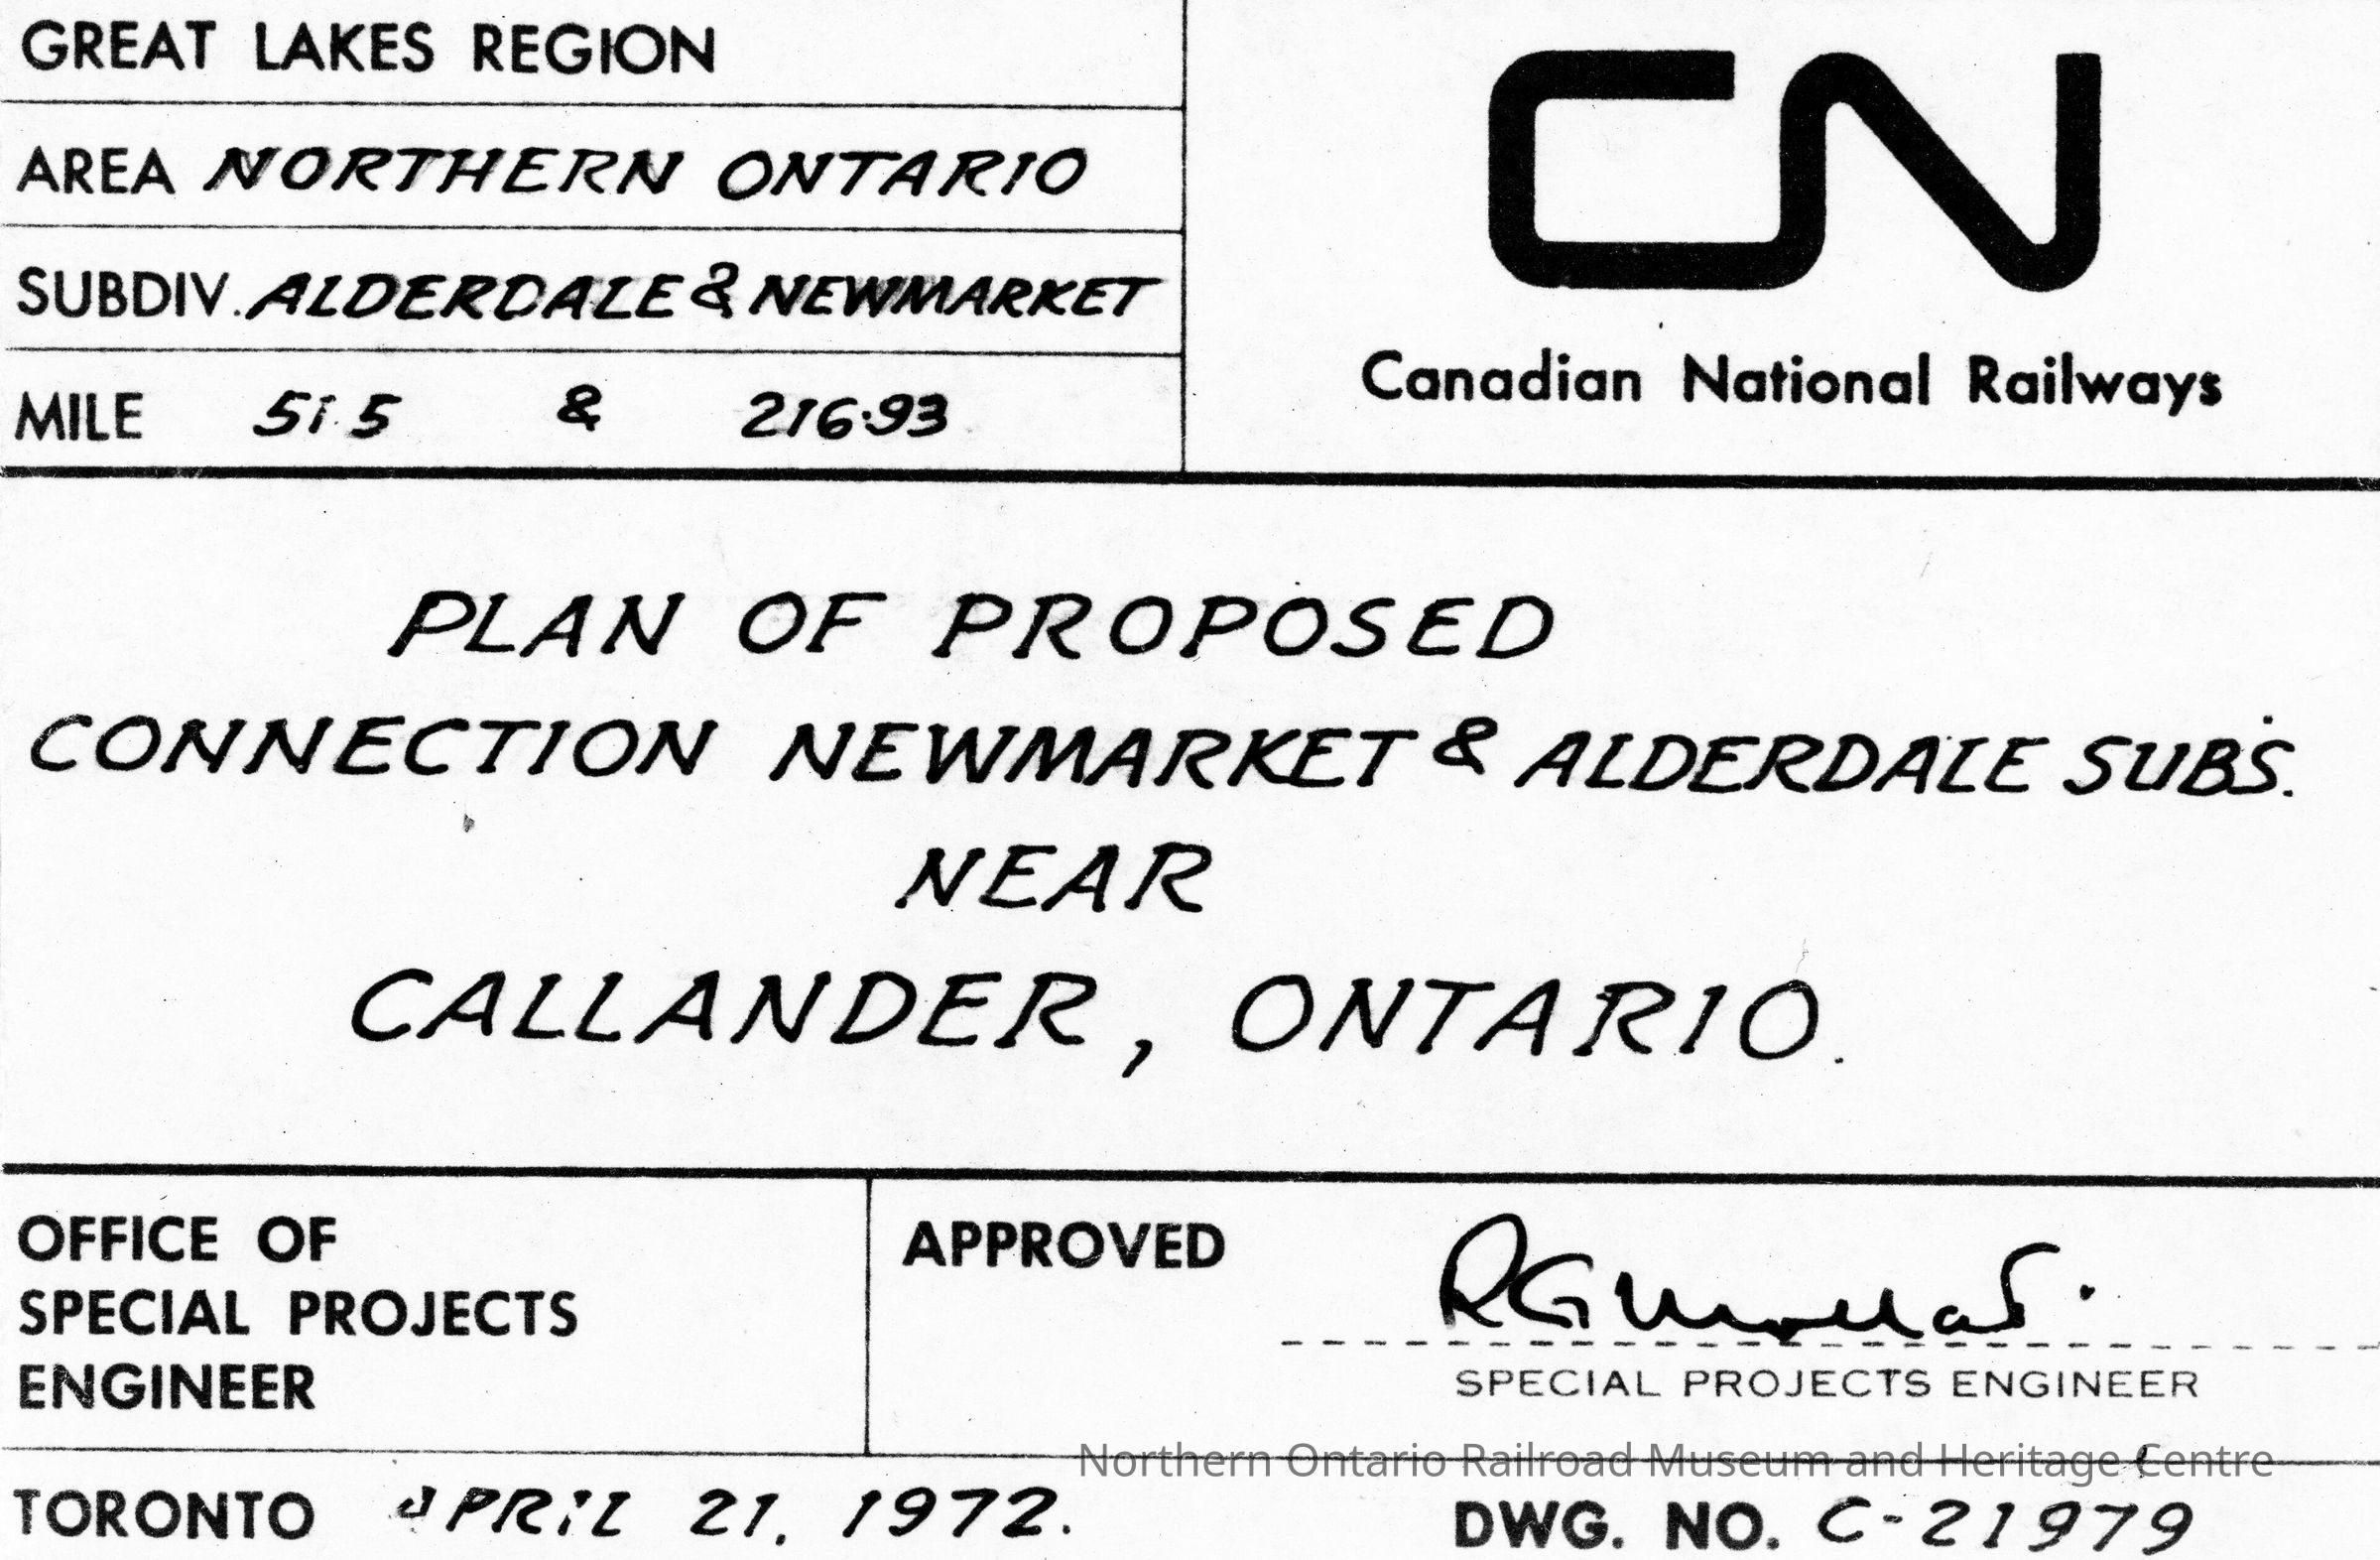 GREAT LAKES REGION
AREA NORTHERN ONTARIO
SUBDIV. ALDERDALE & NEWMARKET
MILE 51.5 & 216.93
CN
Canadian National Railways
PLAN OF PROPOSED
CONNECTION NEWMARKET & ALDERDALE SUBS.
NEAR
CALLANDER, ONTARIO.
OFFICE OF
SPECIAL PROJECTS
ENGINEER
APPROVED
SPECIAL PROJECTS ENGINEER
Northern Ontario Railroad Museum and Heritage Centre
TORONTO APRIL 21, 1972.
DWG. NO. C-21979